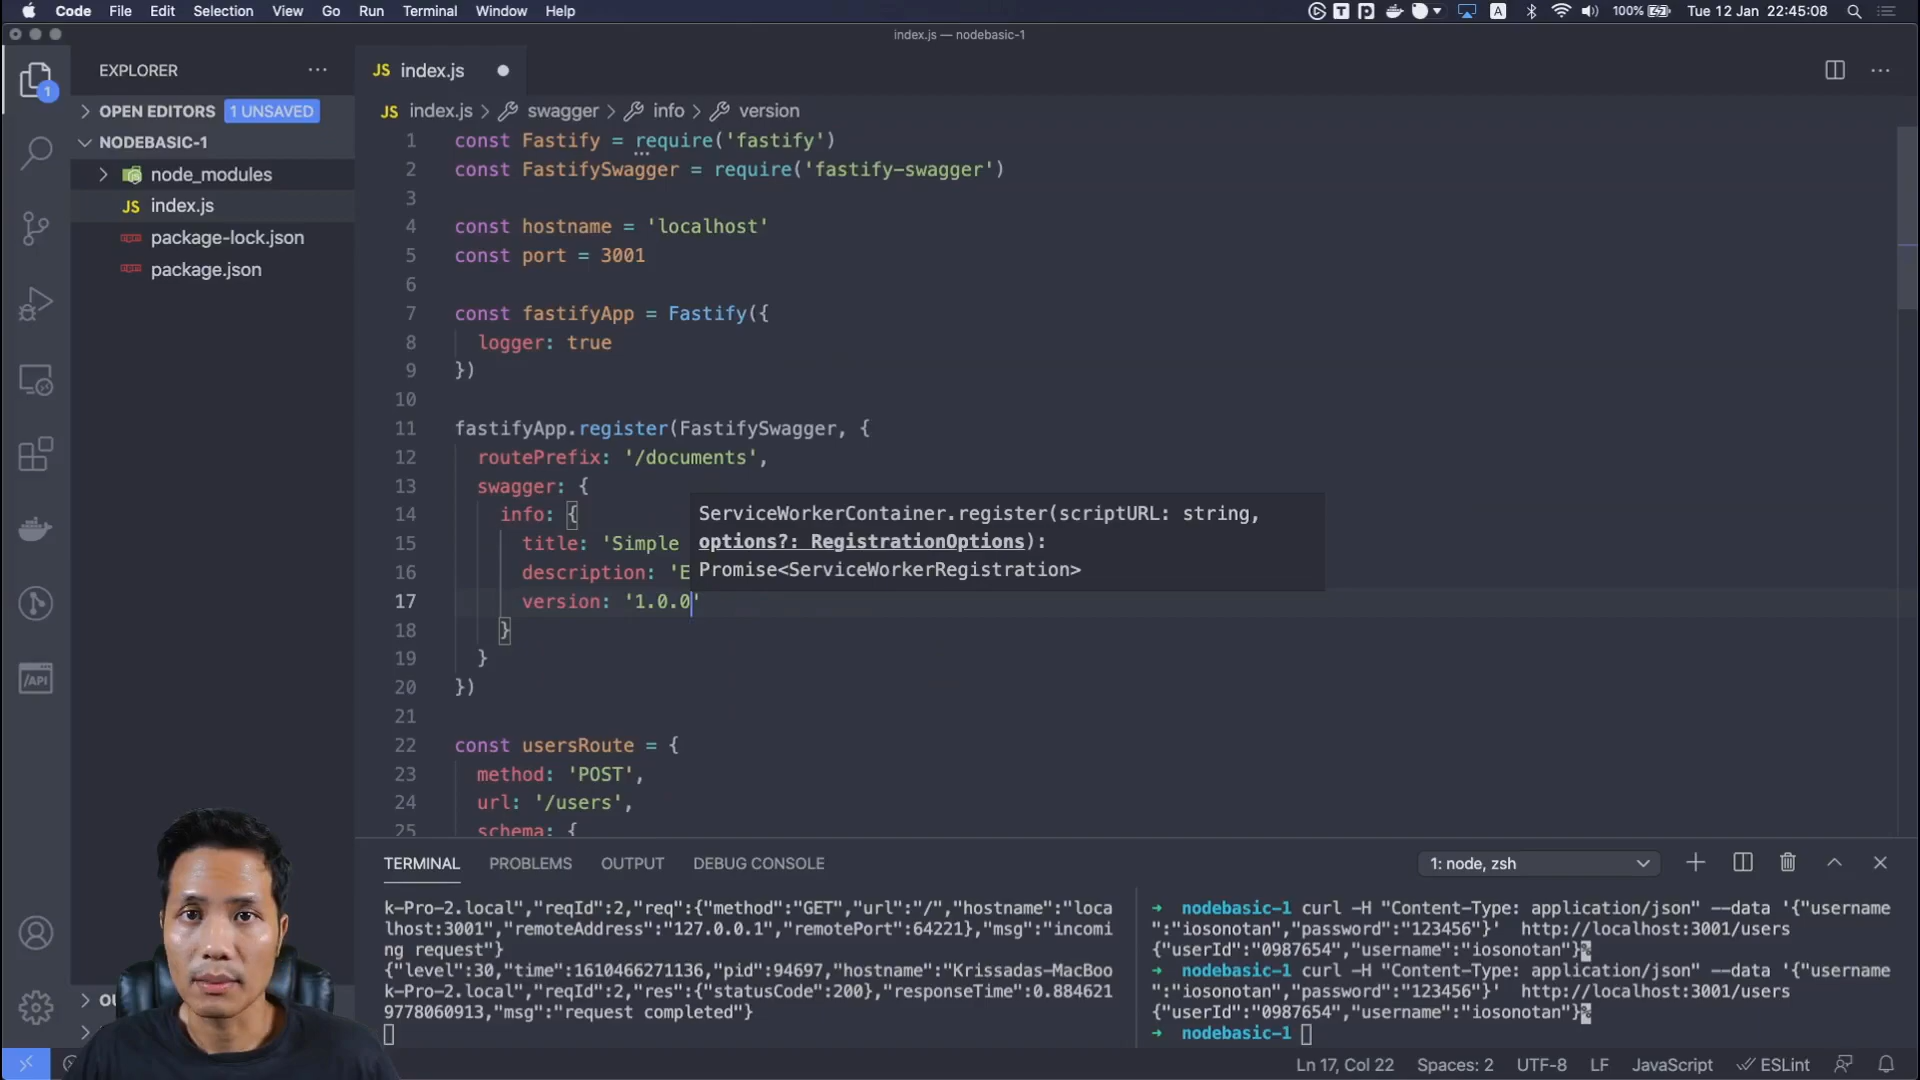 Code File Edit Selection View Go Run Terminal Window Help
A 100% Tue 12 Jan 22:45:08
index.js — nodebasic-1
EXPLORER
OPEN EDITORS 1 UNSAVED
NODEBASIC-1
node_modules
JS index.js
package-lock.json
package.json
1
/API
JS index.js
JS index.js > swagger > info > version
1 const Fastify = require('fastify')
2 const FastifySwagger = require('fastify-swagger')
3
4 const hostname = 'localhost'
5 const port = 3001
6
7 const fastifyApp = Fastify({
8 logger: true
9 })
10
11 fastifyApp.register(FastifySwagger, {
12 routePrefix: '/documents',
13 swagger: {
14 info: {
15 title: 'Simple
16 description: 'E
17 version: '1.0.0'
18 }
19 }
20 })
21
22 const usersRoute = {
23 method: 'POST',
24 url: '/users',
25 schema: {
ServiceWorkerContainer.register(scriptURL: string,
options?: RegistrationOptions):
Promise<ServiceWorkerRegistration>
TERMINAL PROBLEMS OUTPUT DEBUG CONSOLE 1: node, zsh
k-Pro-2.local","reqId":2,"req":{"method":"GET","url":"/","hostname":"loca
lhost:3001","remoteAddress":"127.0.0.1","remotePort":64221},"msg":"incomi
ng request"}
{"level":30,"time":1610466271136,"pid":94697,"hostname":"Krissadas-MacBoo
k-Pro-2.local","reqId":2,"res":{"statusCode":200},"responseTime":0.884621
9778060913,"msg":"request completed"}
➜ nodebasic-1 curl -H "Content-Type: application/json" --data '{"username
":"iosonotan","password":"123456"}' http://localhost:3001/users
{"userId":"0987654","username":"iosonotan"}%
➜ nodebasic-1 curl -H "Content-Type: application/json" --data '{"username
":"iosonotan","password":"123456"}' http://localhost:3001/users
{"userId":"0987654","username":"iosonotan"}%
➜ nodebasic-1
OU
Ln 17, Col 22 Spaces: 2 UTF-8 LF JavaScript ESLint